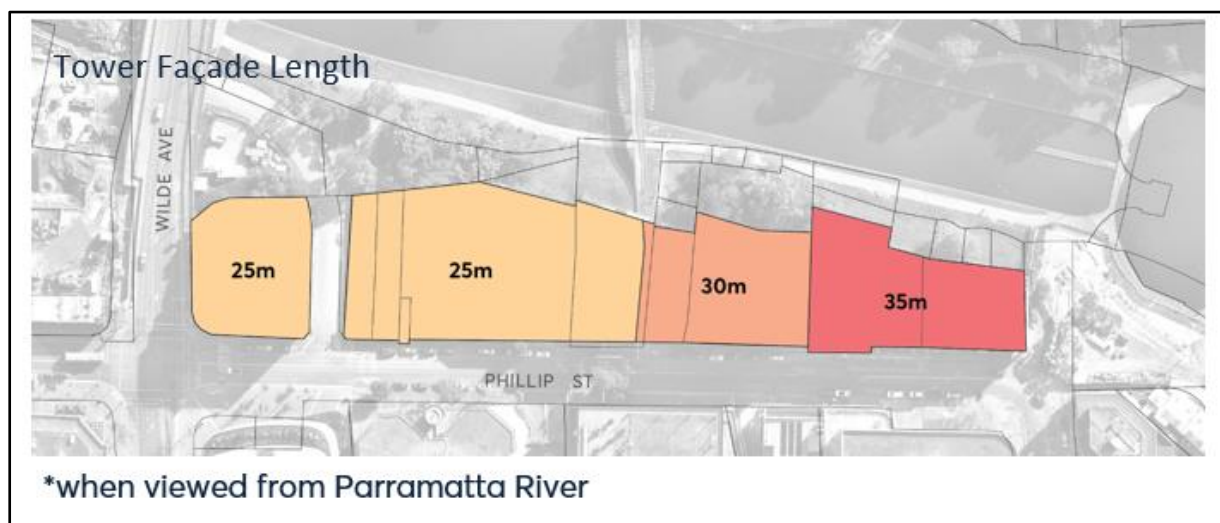 Tower Façade Length
WILDE AVE
25m
25m
30m
35m
PHILLIP ST
*when viewed from Parramatta River